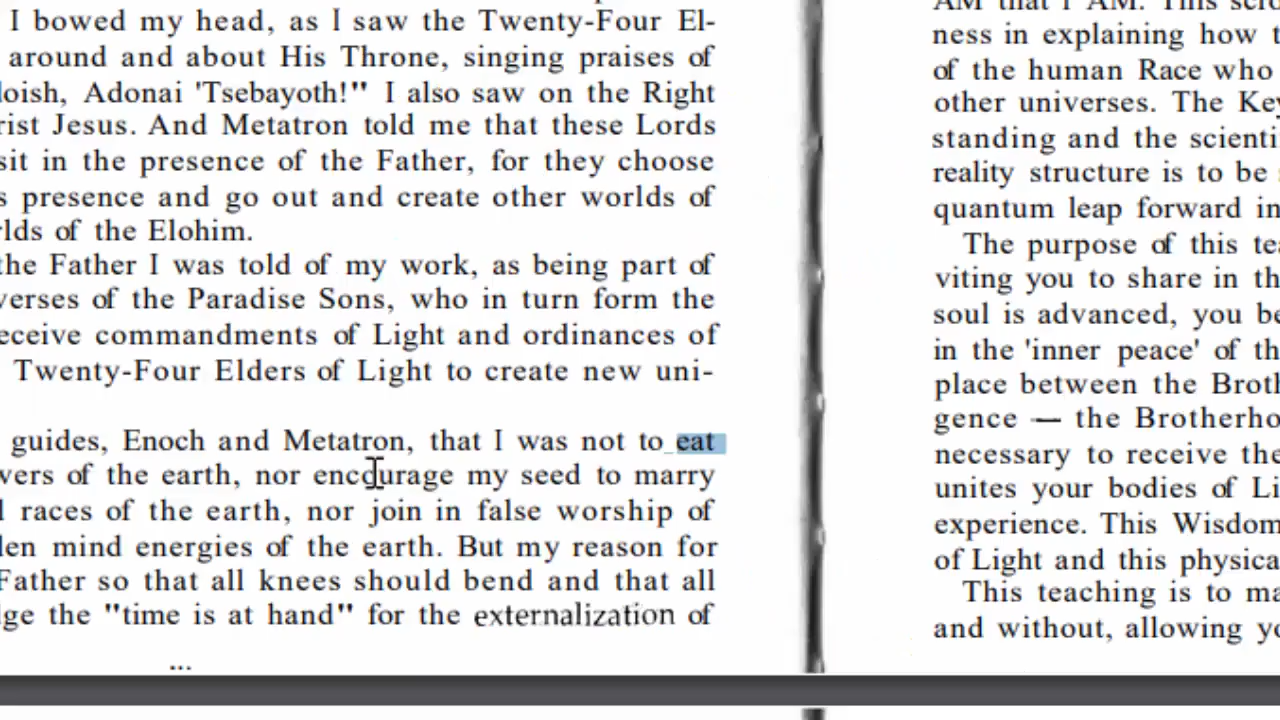 I bowed my head, as I saw the Twenty-Four El-
around and about His Throne, singing praises of
loish, Adonai 'Tsebayoth!" I also saw on the Right
rist Jesus. And Metatron told me that these Lords
sit in the presence of the Father, for they choose
s presence and go out and create other worlds of
rlds of the Elohim.
the Father I was told of my work, as being part of
verses of the Paradise Sons, who in turn form the
eceive commandments of Light and ordinances of
Twenty-Four Elders of Light to create new uni-
guides, Enoch and Metatron, that I was not to eat
vers of the earth, nor encourage my seed to marry
l races of the earth, nor join in false worship of
len mind energies of the earth. But my reason for
Father so that all knees should bend and that all
ge the "time is at hand" for the externalization of
...
AM that I AM. This scro
ness in explaining how t
of the human Race who
other universes. The Key
standing and the scienti
reality structure is to be
quantum leap forward in
The purpose of this tea
viting you to share in th
soul is advanced, you be
in the 'inner peace' of th
place between the Broth
gence — the Brotherho
necessary to receive the
unites your bodies of Li
experience. This Wisdom
of Light and this physica
This teaching is to ma
and without, allowing yo